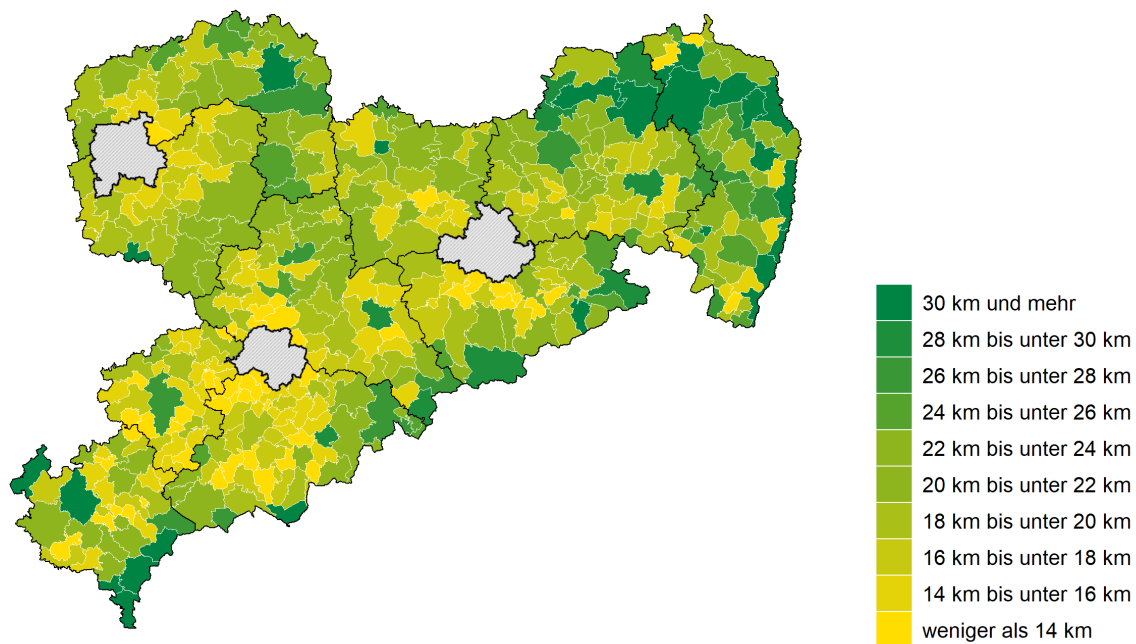 30 km und mehr
28 km bis unter 30 km
26 km bis unter 28 km
24 km bis unter 26 km
22 km bis unter 24 km
20 km bis unter 22 km
18 km bis unter 20 km
16 km bis unter 18 km
14 km bis unter 16 km
weniger als 14 km